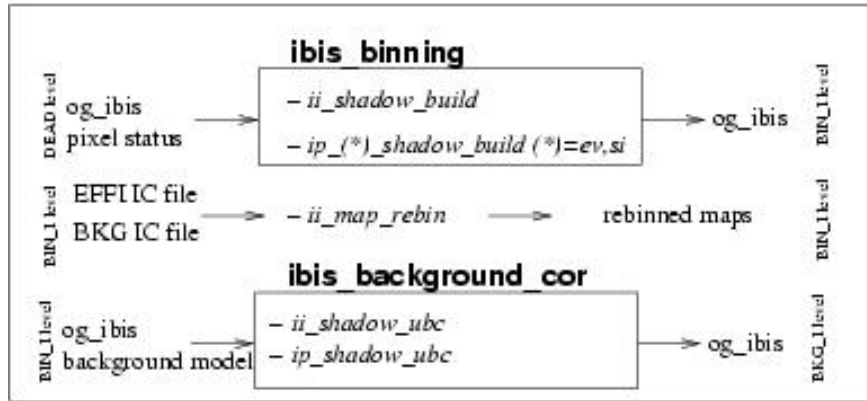 ibis_binning
DEAD level
og_ibis
pixel status
– ii_shadow_build
– ip_(*)_shadow_build (*)=ev,si
og_ibis
BIN_I level
BIN_I level
EFFI IC file
BKG IC file
– ii_map_rebin
rebinned maps
BIN_I level
ibis_background_cor
BIN_I level
og_ibis
background model
– ii_shadow_ubc
– ip_shadow_ubc
og_ibis
BKG_I level